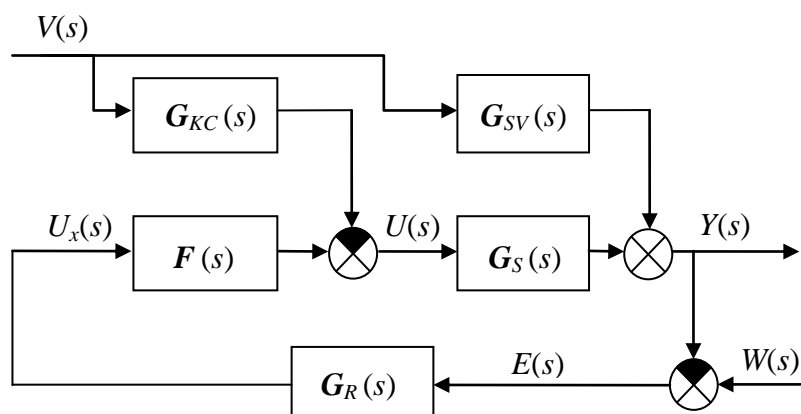 V(s)
G_KC(s)
G_SV(s)
U_x(s)
F(s)
U(s)
G_S(s)
Y(s)
G_R(s)
E(s)
W(s)